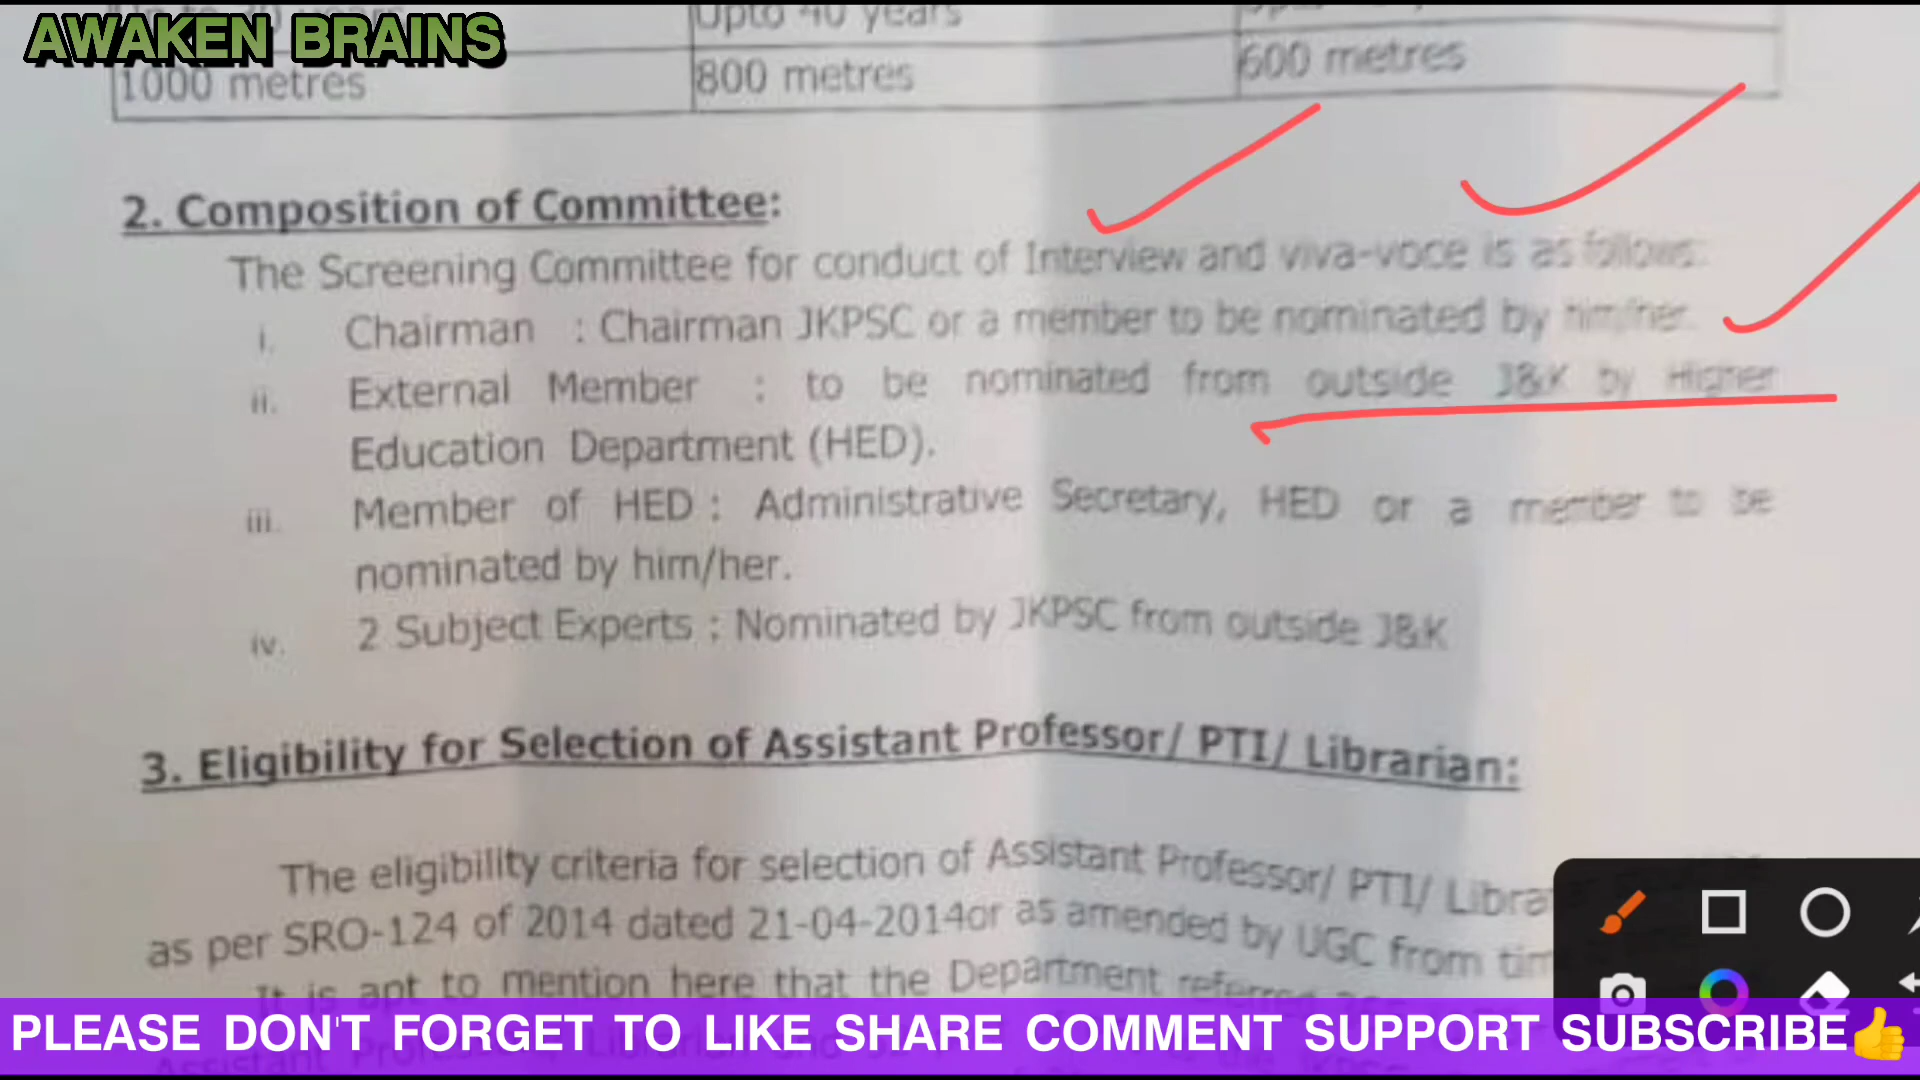 Upto 40 years
AWAKEN BRAINS
1000 metres 800 metres 600 metres
2. Composition of Committee:
The Screening Committee for conduct of Interview and viva-voce is as follows:
i. Chairman : Chairman JKPSC or a member to be nominated by him/her.
ii. External Member : to be nominated from outside J&K by Higher
Education Department (HED).
iii. Member of HED : Administrative Secretary, HED or a member to be
nominated by him/her.
iv. 2 Subject Experts : Nominated by JKPSC from outside J&K
3. Eligibility for Selection of Assistant Professor/ PTI/ Librarian:
The eligibility criteria for selection of Assistant Professor/ PTI/
as per SRO-124 of 2014 dated 21-04-2014or as amended by UGC from
It is apt to mention here that the Department referred
PLEASE DON'T FORGET TO LIKE SHARE COMMENT SUPPORT SUBSCRIBE